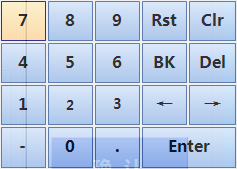 7 8 9 Rst Clr
4 5 6 BK Del
1 2 3 ← →
- 0 . Enter